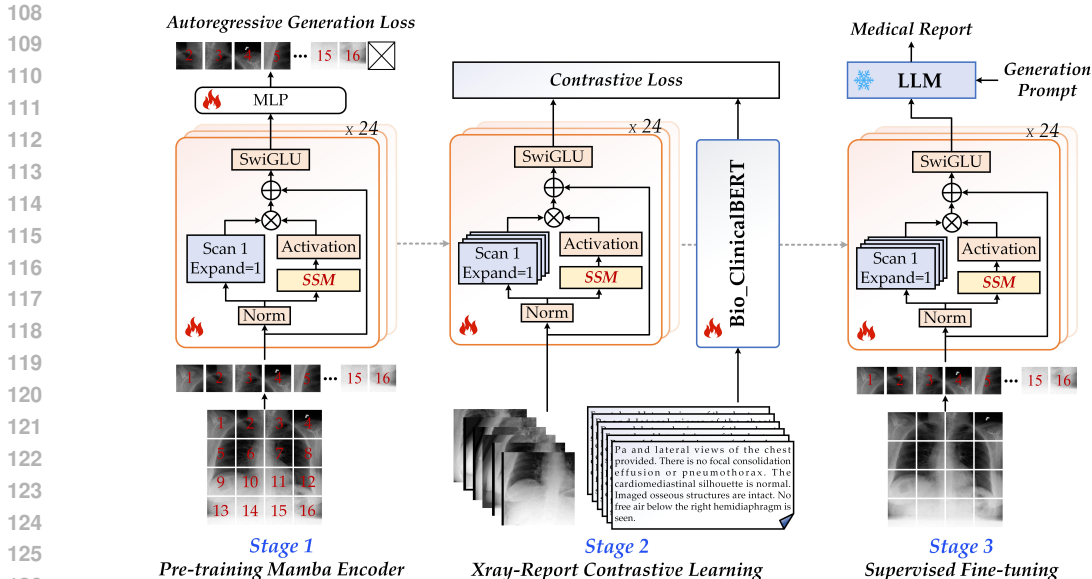 108
109
110
111
112
113
114
115
116
117
118
119
120
121
122
123
124
125
Autoregressive Generation Loss
2 3 4 5 ... 15 16
MLP
x 24
SwiGLU
Scan 1
Expand=1
Activation
SSM
Norm
1 2 3 4 5 ... 15 16
1 2 3 4
5 6 7 8
9 10 11 12
13 14 15 16
Stage 1
Pre-training Mamba Encoder
Contrastive Loss
x 24
SwiGLU
Scan 1
Expand=1
Activation
SSM
Norm
Bio_ClinicalBERT
Pa and lateral views of the chest
provided. There is no focal consolidation
effusion or pneumothorax. The
cardiomediastinal silhouette is normal.
Imaged osseous structures are intact. No
free air below the right hemidiaphragm is
seen.
Stage 2
Xray-Report Contrastive Learning
Medical Report
LLM
Generation
Prompt
x 24
SwiGLU
Scan 1
Expand=1
Activation
SSM
Norm
1 2 3 4 5 ... 15 16
Stage 3
Supervised Fine-tuning